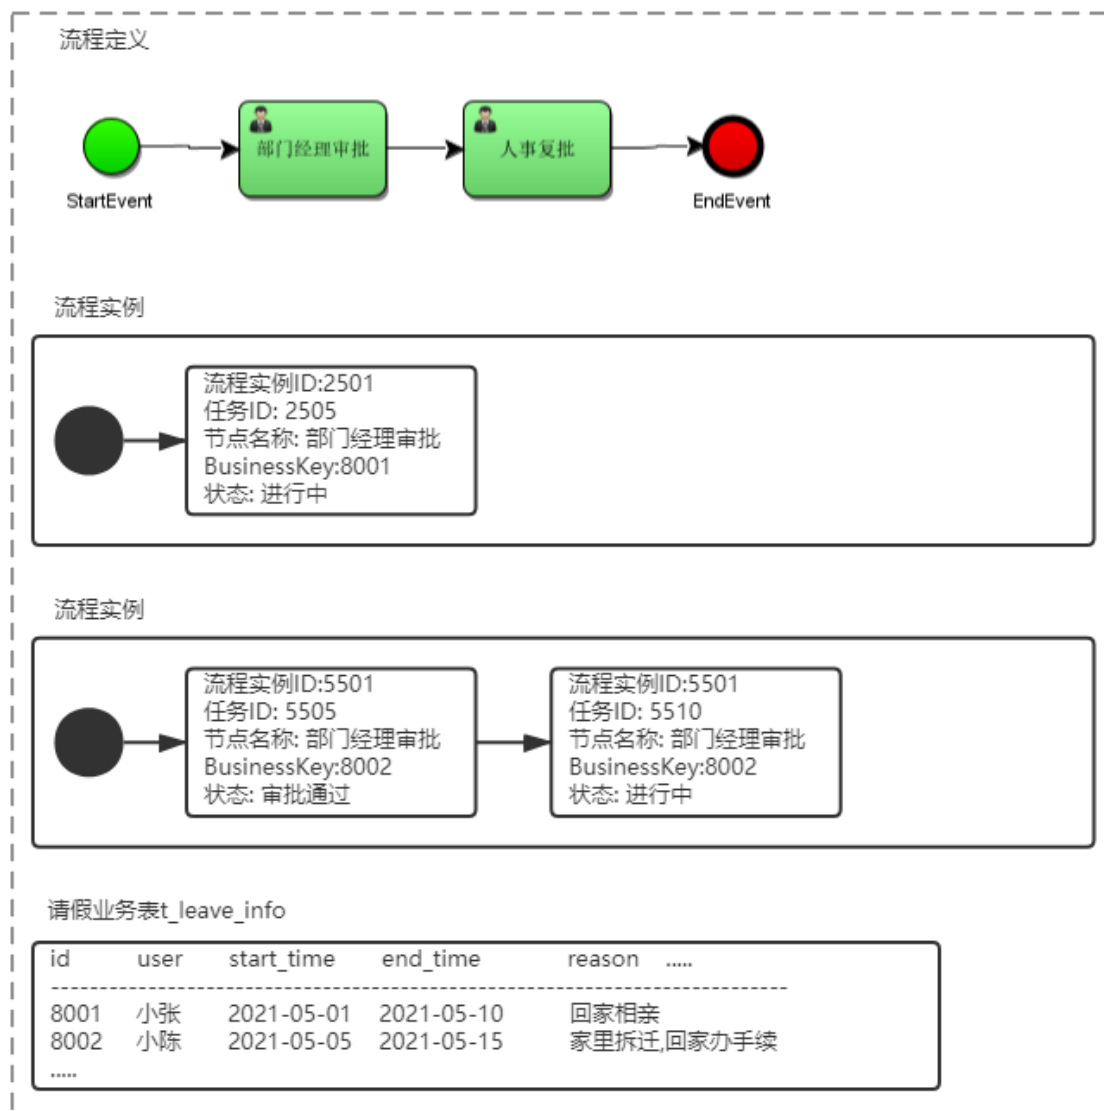 流程定义
部门经理审批
人事复批
StartEvent
EndEvent
流程实例
流程实例ID:2501
任务ID: 2505
节点名称: 部门经理审批
BusinessKey:8001
状态: 进行中
流程实例
流程实例ID:5501
任务ID: 5505
节点名称: 部门经理审批
BusinessKey:8002
状态: 审批通过
流程实例ID:5501
任务ID: 5510
节点名称: 部门经理审批
BusinessKey:8002
状态: 进行中
请假业务表t_leave_info
id user start_time end_time reason .....
--------------------------------------------------------------------------
8001 小张 2021-05-01 2021-05-10 回家相亲
8002 小陈 2021-05-05 2021-05-15 家里拆迁,回家办手续
.....